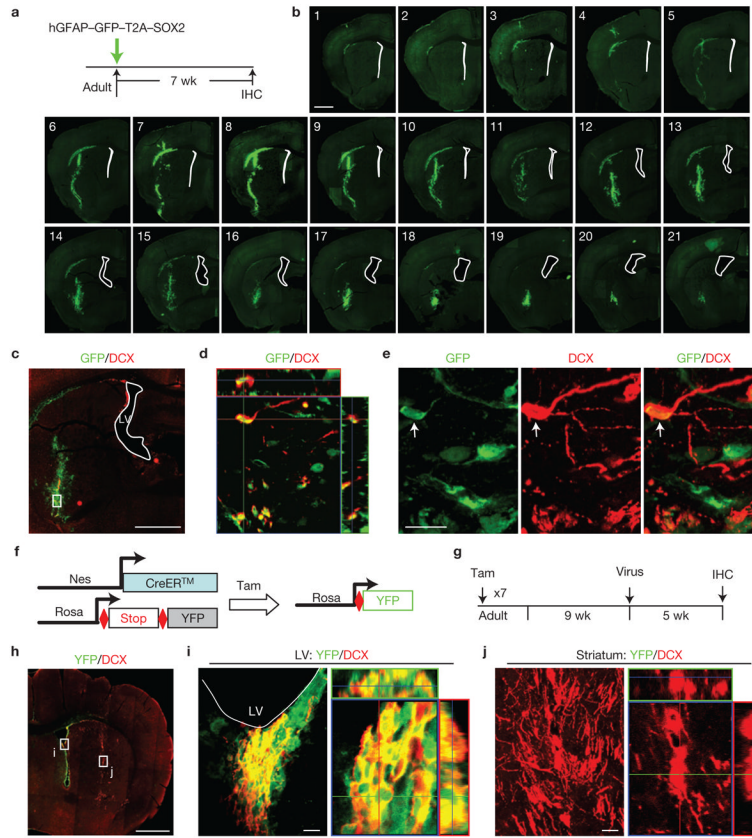 a
hGFAP–GFP–T2A–SOX2
7 wk
Adult
IHC
b
1
2
3
4
5
6
7
8
9
10
11
12
13
14
15
16
17
18
19
20
21
c
GFP/DCX
LV
d
GFP/DCX
e
GFP
DCX
GFP/DCX
f
Nes
CreER™
Rosa
Stop
YFP
Tam
Rosa
YFP
g
Tam
x7
Virus
IHC
Adult
9 wk
5 wk
h
YFP/DCX
i
j
i
LV: YFP/DCX
LV
j
Striatum: YFP/DCX